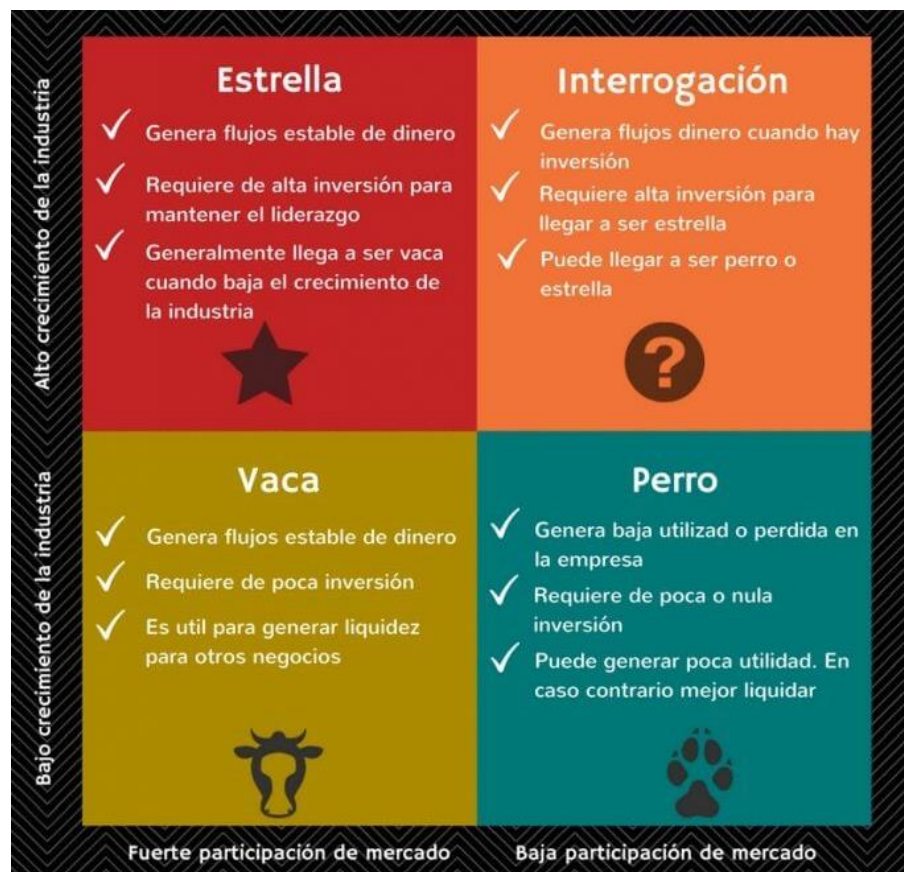 Alto crecimiento de la industria
Estrella
Genera flujos estable de dinero
Requiere de alta inversión para
mantener el liderazgo
Generalmente llega a ser vaca
cuando baja el crecimiento de
la industria
Interrogación
Genera flujos dinero cuando hay
inversión
Requiere alta inversión para
llegar a ser estrella
Puede llegar a ser perro o
estrella
?
Bajo crecimiento de la industria
Vaca
Genera flujos estable de dinero
Requiere de poca inversión
Es util para generar liquidez
para otros negocios
Perro
Genera baja utilizad o perdida en
la empresa
Requiere de poca o nula
inversión
Puede generar poca utilidad. En
caso contrario mejor liquidar
Fuerte participación de mercado
Baja participación de mercado